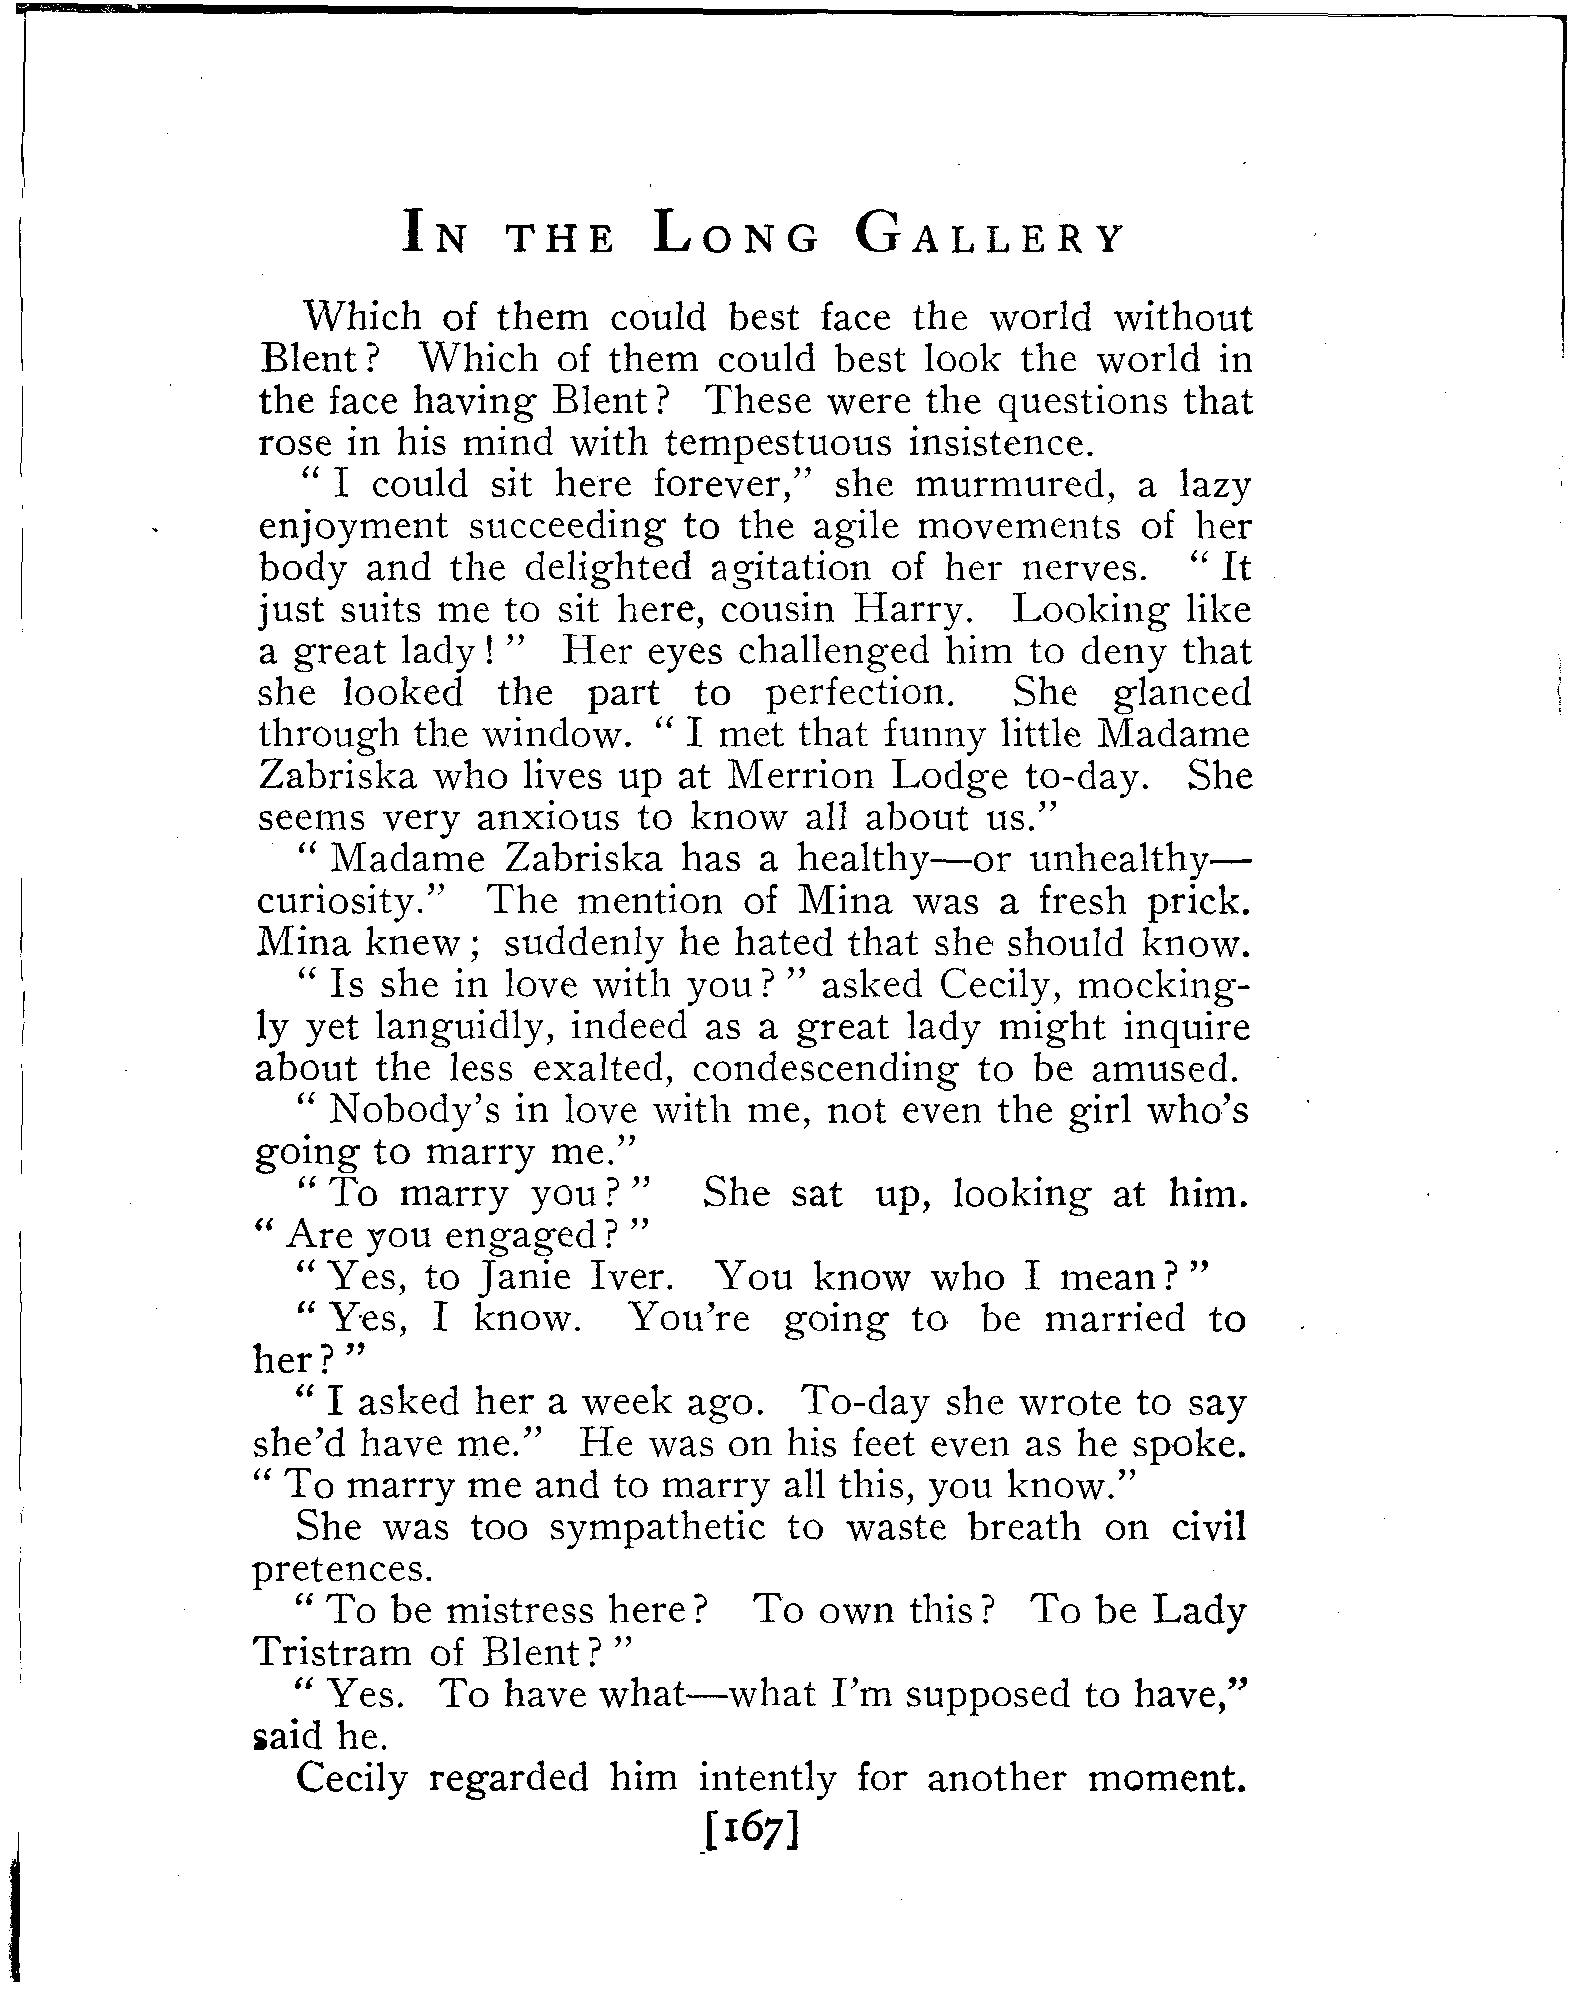 In the Long Gallery
Which of them could best face the world without
Blent? Which of them could best look the world in
the face having Blent? These were the questions that
rose in his mind with tempestuous insistence.
“ I could sit here forever,” she murmured, a lazy
enjoyment succeeding to the agile movements of her
body and the delighted agitation of her nerves. “ It
just suits me to sit here, cousin Harry. Looking like
a great lady! ” Her eyes challenged him to deny that
she looked the part to perfection. She glanced
through the window. “ I met that funny little Madame
Zabriska who lives up at Merrion Lodge to-day. She
seems very anxious to know all about us.”
“ Madame Zabriska has a healthy—or unhealthy—
curiosity.” The mention of Mina was a fresh prick.
Mina knew; suddenly he hated that she should know.
“ Is she in love with you? ” asked Cecily, mocking-
ly yet languidly, indeed as a great lady might inquire
about the less exalted, condescending to be amused.
“ Nobody’s in love with me, not even the girl who’s
going to marry me.”
“ To marry you? ” She sat up, looking at him.
“ Are you engaged? ”
“ Yes, to Janie Iver. You know who I mean? ”
“ Yes, I know. You’re going to be married to
her? ”
“ I asked her a week ago. To-day she wrote to say
she’d have me.” He was on his feet even as he spoke.
“ To marry me and to marry all this, you know.”
She was too sympathetic to waste breath on civil
pretences.
“ To be mistress here? To own this? To be Lady
Tristram of Blent? ”
“ Yes. To have what—what I’m supposed to have,”
said he.
Cecily regarded him intently for another moment.
[167]